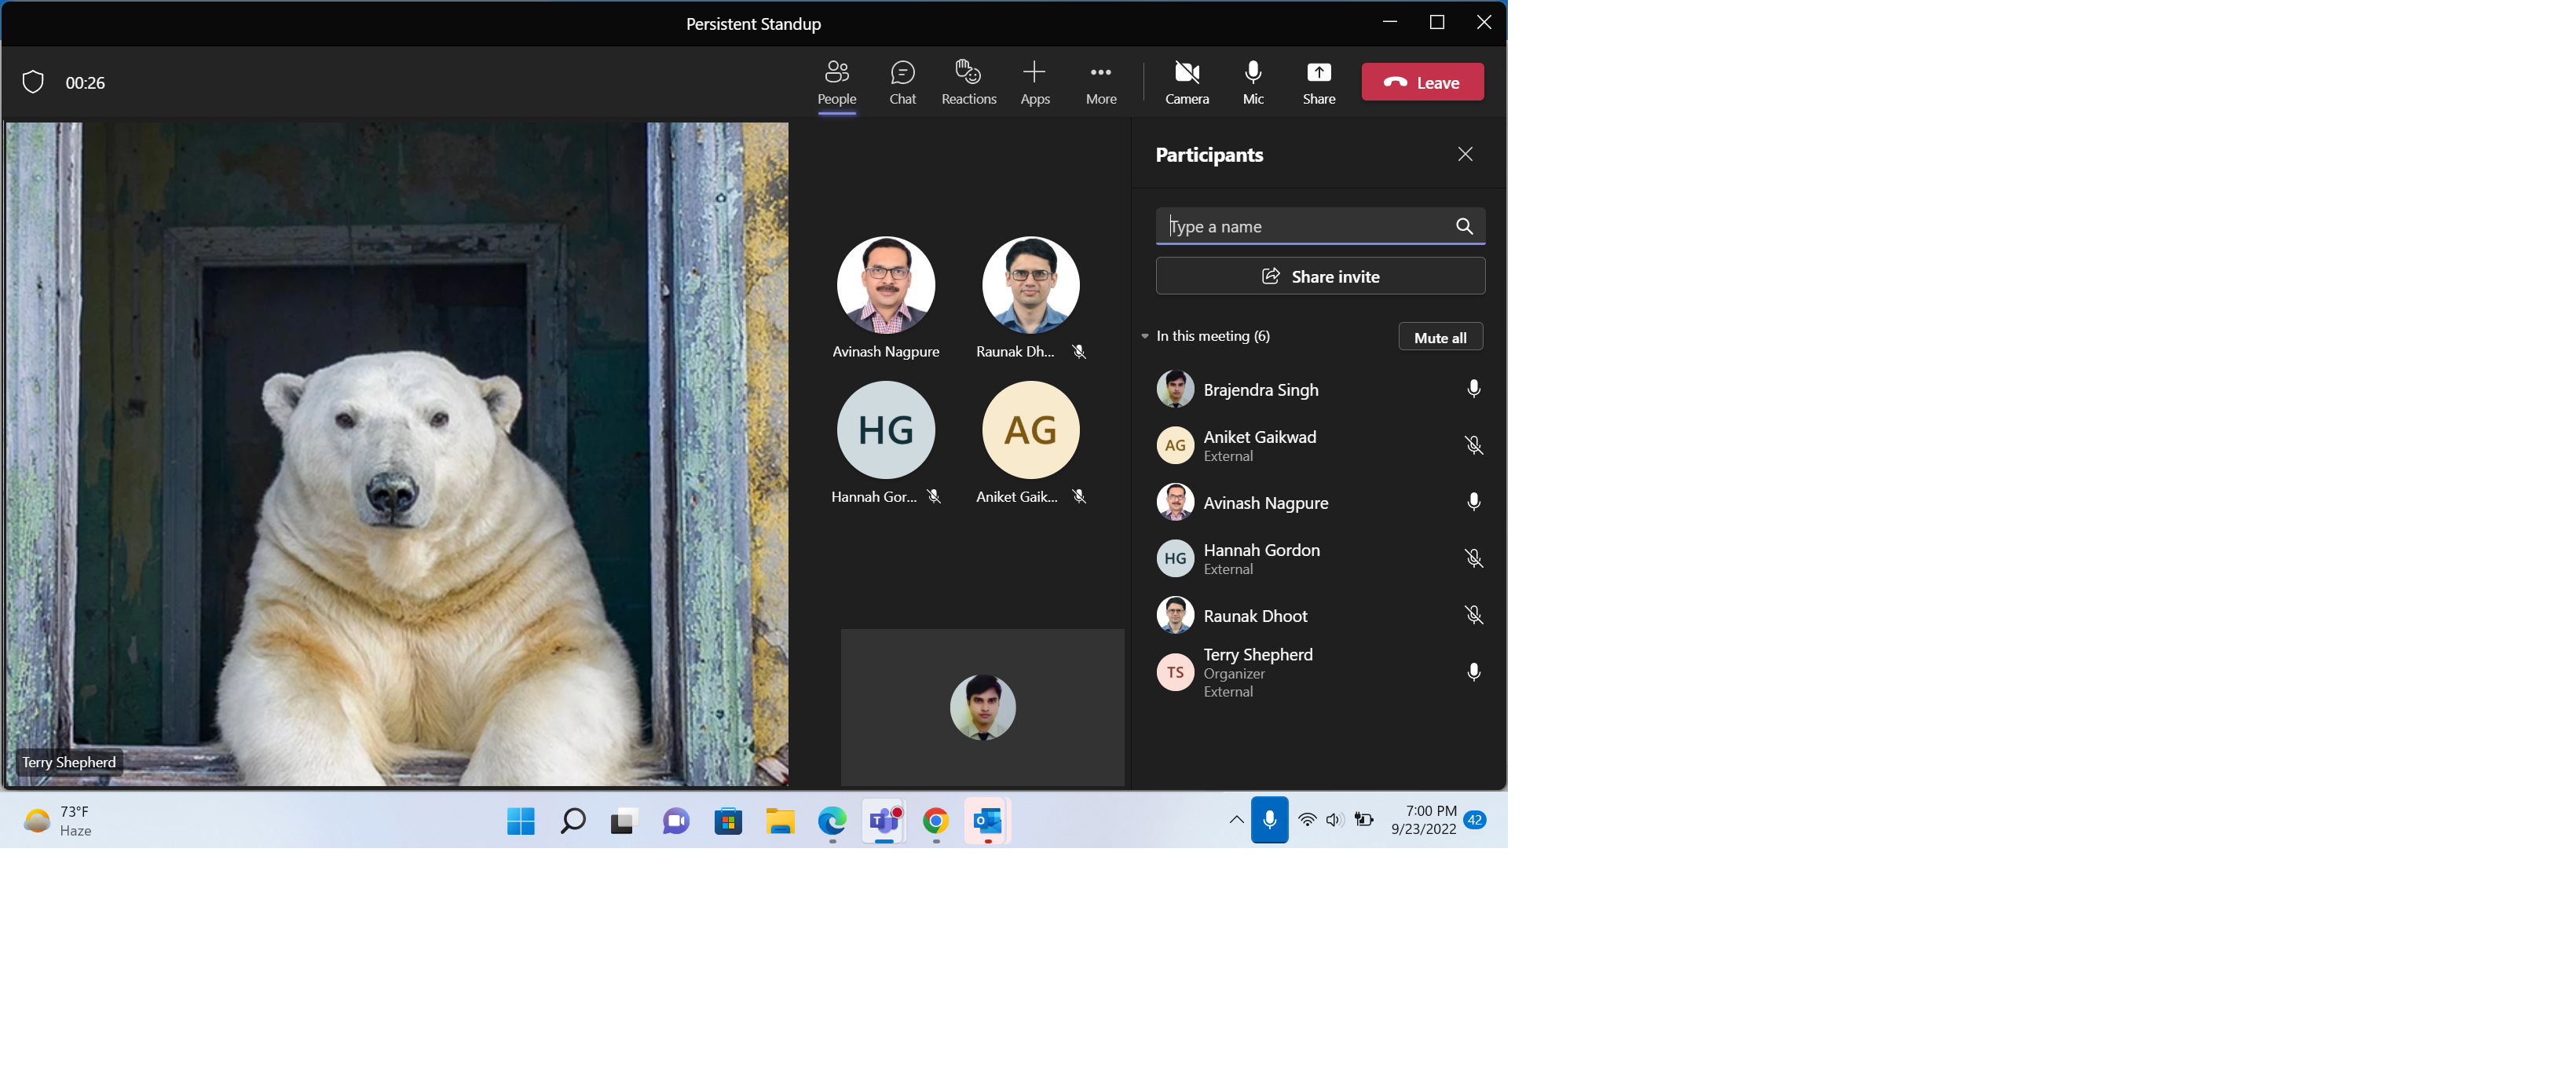 Persistent Standup
00:26
People
Chat
Reactions
Apps
More
Camera
Mic
Share
Leave
Terry Shepherd
Avinash Nagpure
Raunak Dh...
HG
AG
Hannah Gor...
Aniket Gaik...
Participants
Type a name
Share invite
In this meeting (6)
Mute all
Brajendra Singh
AG
Aniket Gaikwad
External
Avinash Nagpure
HG
Hannah Gordon
External
Raunak Dhoot
TS
Terry Shepherd
Organizer
External
73°F
Haze
7:00 PM
9/23/2022
42